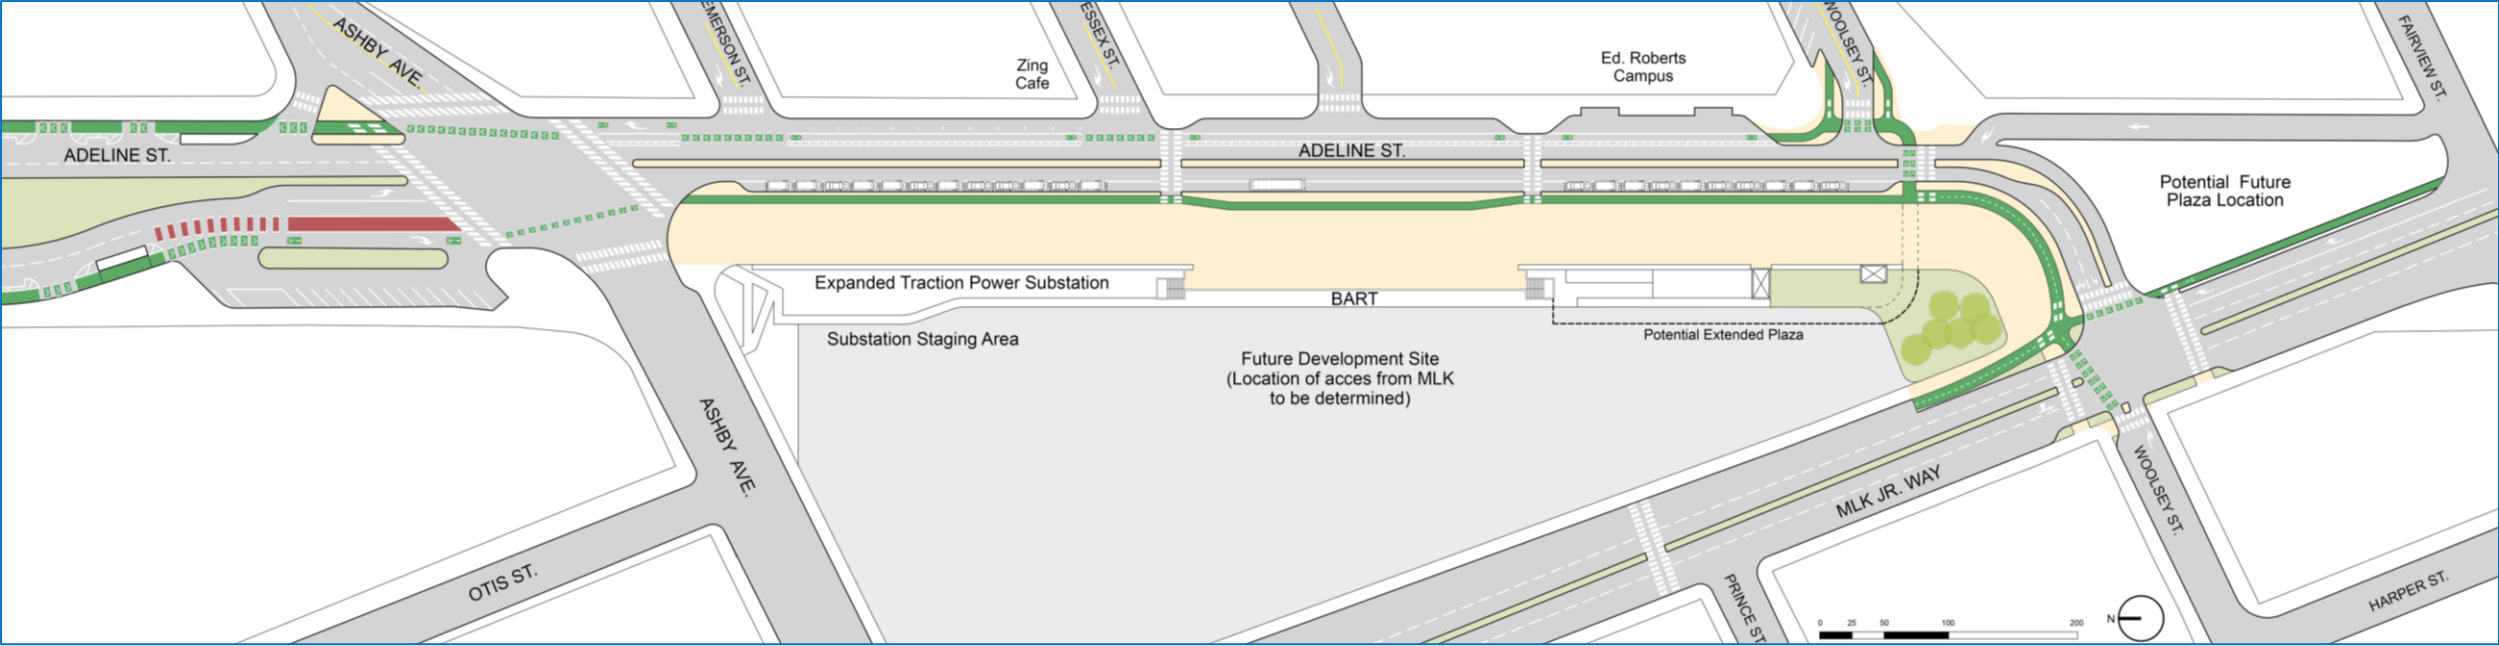 ASHBY AVE.
EMERSON ST.
ESSEX ST.
WOOLSEY ST.
FAIRVIEW ST.
Zing
Cafe
Ed. Roberts
Campus
ADELINE ST.
ADELINE ST.
Potential Future
Plaza Location
Expanded Traction Power Substation
BART
Substation Staging Area
Potential Extended Plaza
Future Development Site
(Location of acces from MLK
to be determined)
ASHBY AVE.
MLK JR. WAY
WOOLSEY ST.
OTIS ST.
PRINCE ST
HARPER ST.
0 25 50 100 200
N